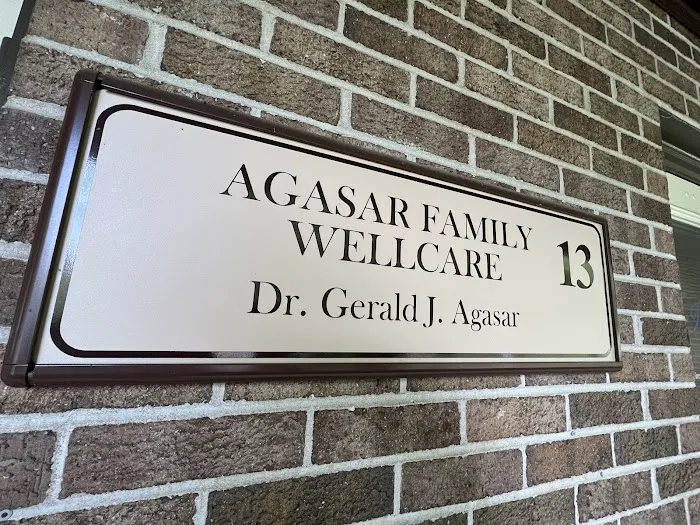 AGASAR FAMILY
WELLCARE
13
Dr. Gerald J. Agasar